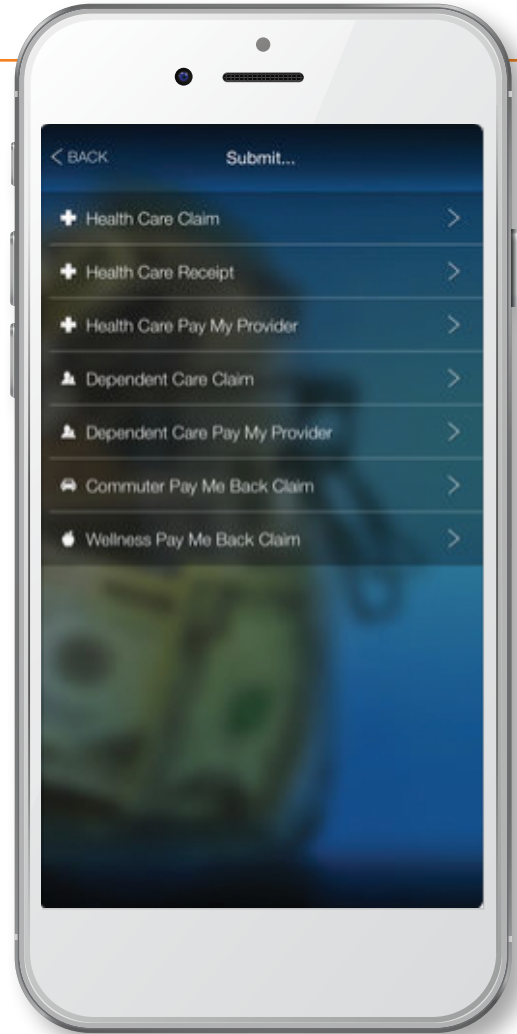 BACK
Submit...
Health Care Claim
Health Care Receipt
Health Care Pay My Provider
Dependent Care Claim
Dependent Care Pay My Provider
Commuter Pay Me Back Claim
Wellness Pay Me Back Claim